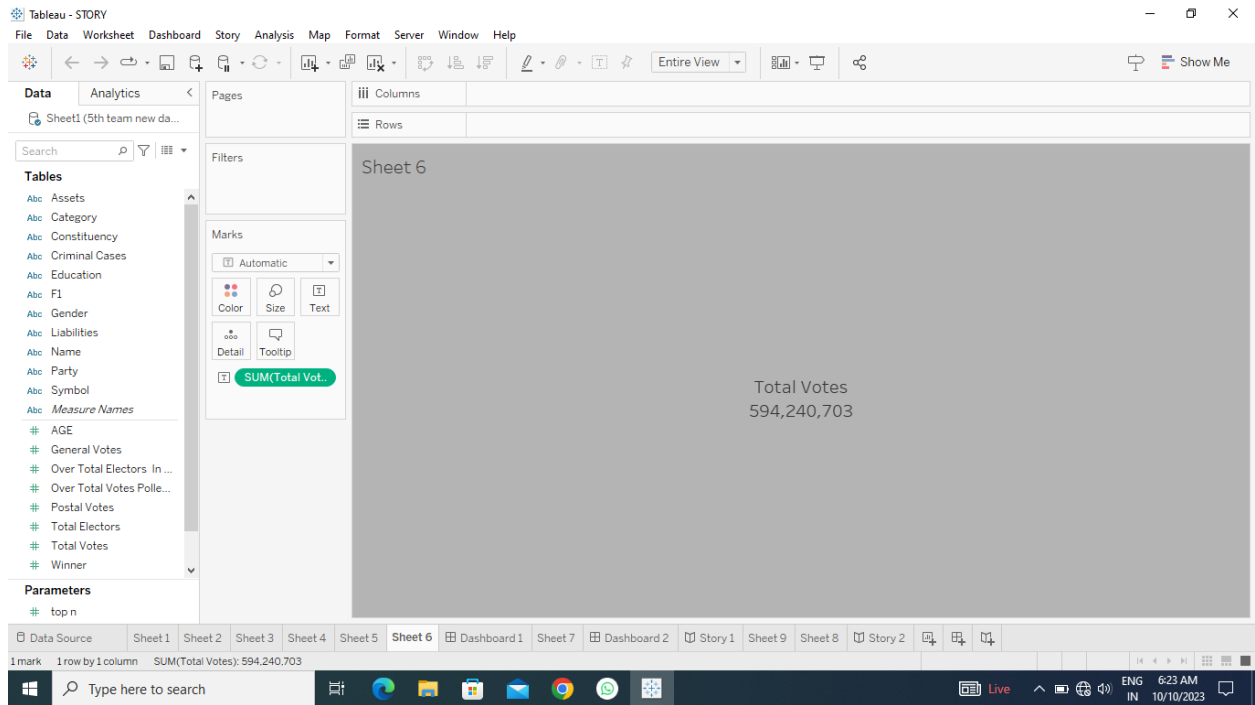 Tableau - STORY
File Data Worksheet Dashboard Story Analysis Map Format Server Window Help
Entire View
Show Me
Data Analytics
Sheet1 (5th team new da...
Search
Tables
Abc Assets
Abc Category
Abc Constituency
Abc Criminal Cases
Abc Education
Abc F1
Abc Gender
Abc Liabilities
Abc Name
Abc Party
Abc Symbol
Abc Measure Names
# AGE
# General Votes
# Over Total Electors In ...
# Over Total Votes Polle...
# Postal Votes
# Total Electors
# Total Votes
# Winner
Parameters
# top n
Pages
Filters
Marks
T Automatic
Color Size Text
Detail Tooltip
T SUM(Total Vot..
iii Columns
Rows
Sheet 6
Total Votes
594,240,703
Data Source Sheet 1 Sheet 2 Sheet 3 Sheet 4 Sheet 5 Sheet 6 Dashboard 1 Sheet 7 Dashboard 2 Story 1 Sheet 9 Sheet 8 Story 2
1 mark 1 row by 1 column SUM(Total Votes): 594,240,703
Type here to search
Live
ENG
IN
6:23 AM
10/10/2023